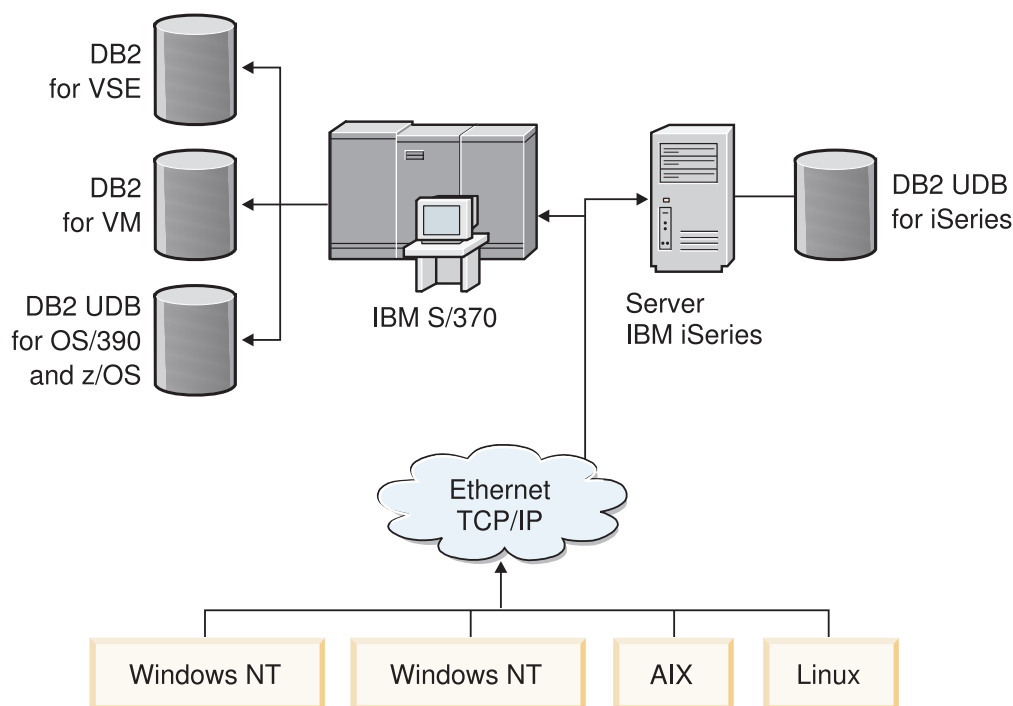 DB2
for VSE
DB2
for VM
DB2 UDB
for OS/390
and z/OS
IBM S/370
Server
IBM iSeries
DB2 UDB
for iSeries
Ethernet
TCP/IP
Windows NT
Windows NT
AIX
Linux